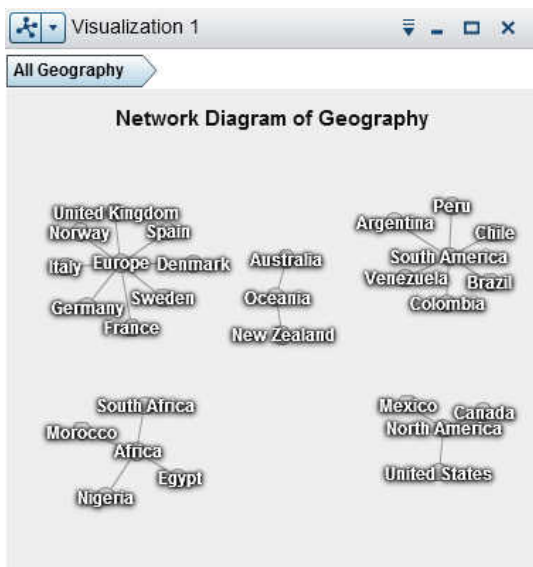 Visualization 1
All Geography
Network Diagram of Geography
United Kingdom
Norway
Spain
Italy
Europe
Denmark
Germany
Sweden
France
Australia
Oceania
New Zealand
Peru
Argentina
Chile
South America
Venezuela
Brazil
Colombia
South Africa
Morocco
Africa
Egypt
Nigeria
Mexico
Canada
North America
United States